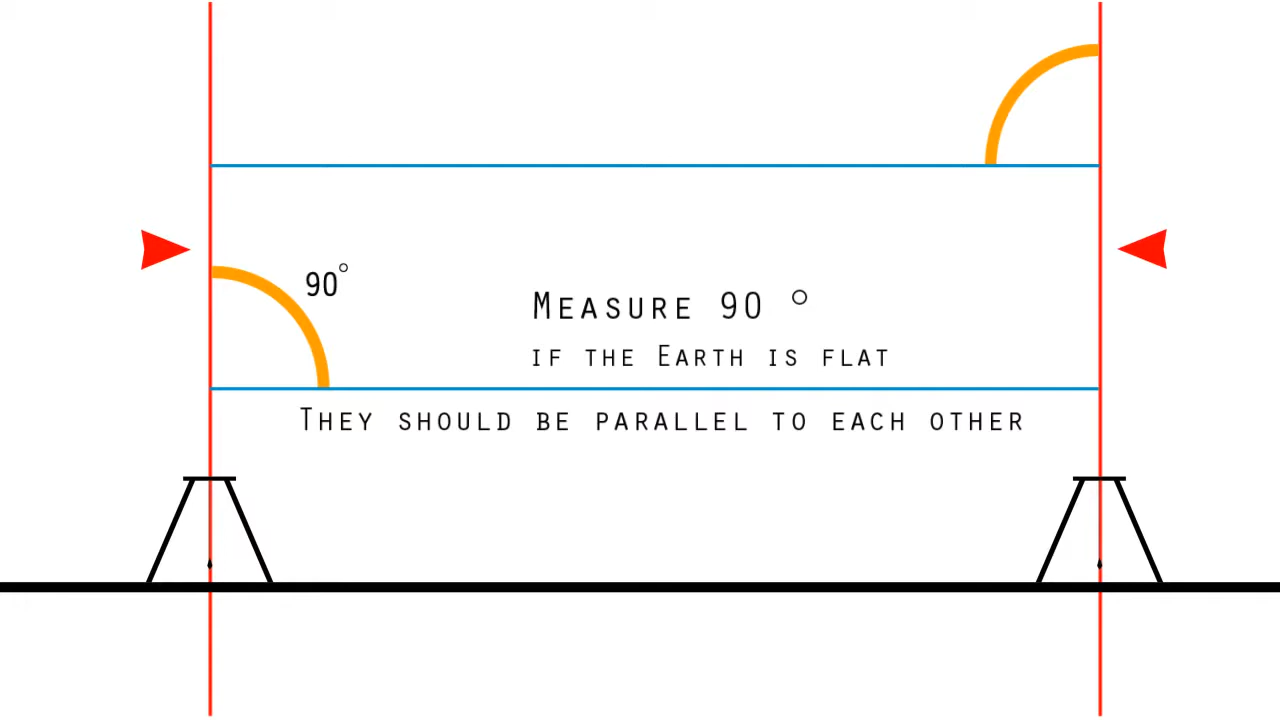 90°
Measure 90 °
if the Earth is flat
They should be parallel to each other